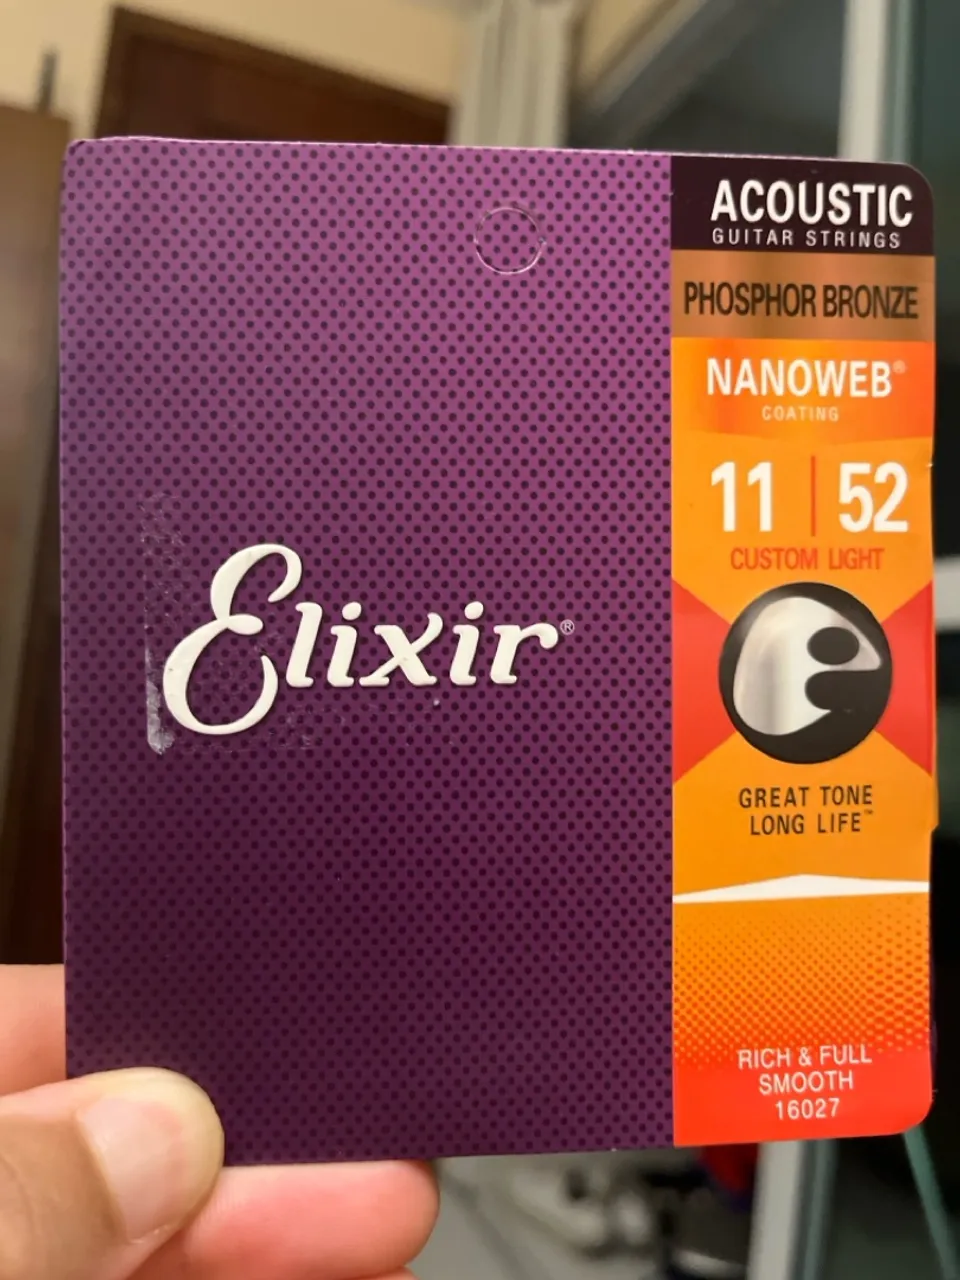 Elixir®
ACOUSTIC
GUITAR STRINGS
PHOSPHOR BRONZE
NANOWEB®
COATING
11 | 52
CUSTOM LIGHT
GREAT TONE
LONG LIFE™
RICH & FULL
SMOOTH
16027